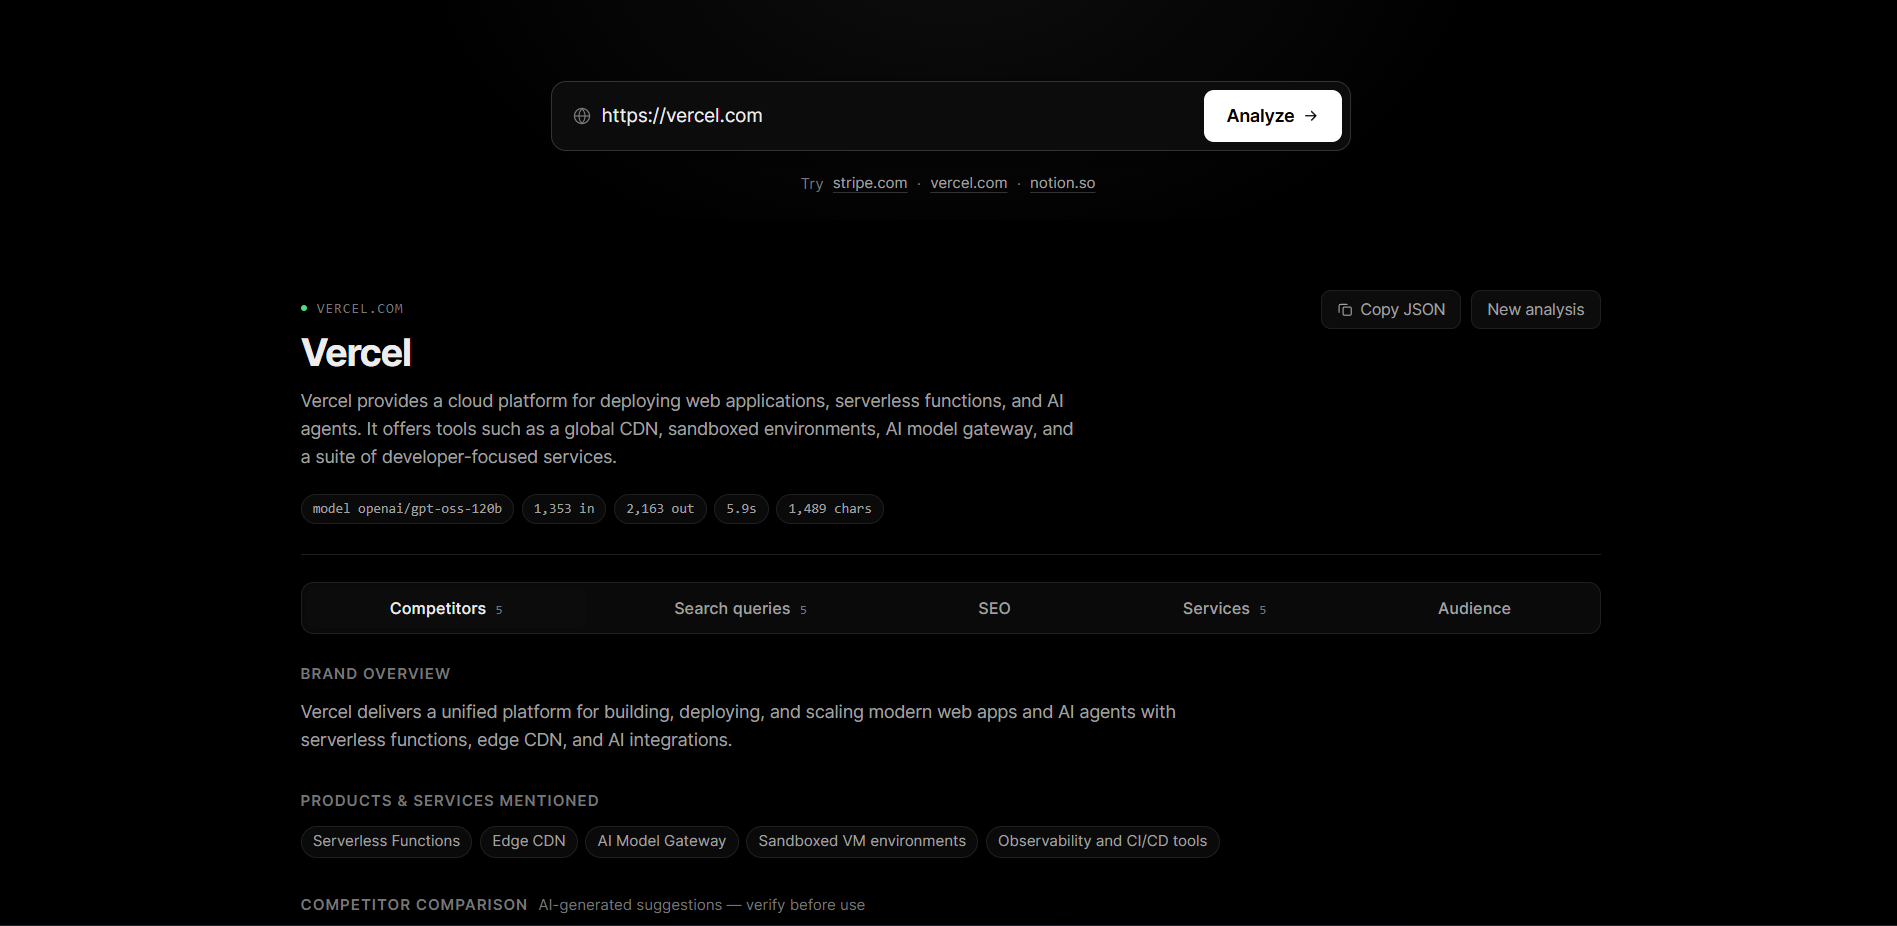 https://vercel.com
Analyze →
Try stripe.com · vercel.com · notion.so
VERCEL.COM
Copy JSON
New analysis
Vercel
Vercel provides a cloud platform for deploying web applications, serverless functions, and AI
agents. It offers tools such as a global CDN, sandboxed environments, AI model gateway, and
a suite of developer-focused services.
model openai/gpt-oss-120b 1,353 in 2,163 out 5.9s 1,489 chars
Competitors 5 Search queries 5 SEO Services 5 Audience
BRAND OVERVIEW
Vercel delivers a unified platform for building, deploying, and scaling modern web apps and AI agents with
serverless functions, edge CDN, and AI integrations.
PRODUCTS & SERVICES MENTIONED
Serverless Functions Edge CDN AI Model Gateway Sandboxed VM environments Observability and CI/CD tools
COMPETITOR COMPARISON AI-generated suggestions — verify before use